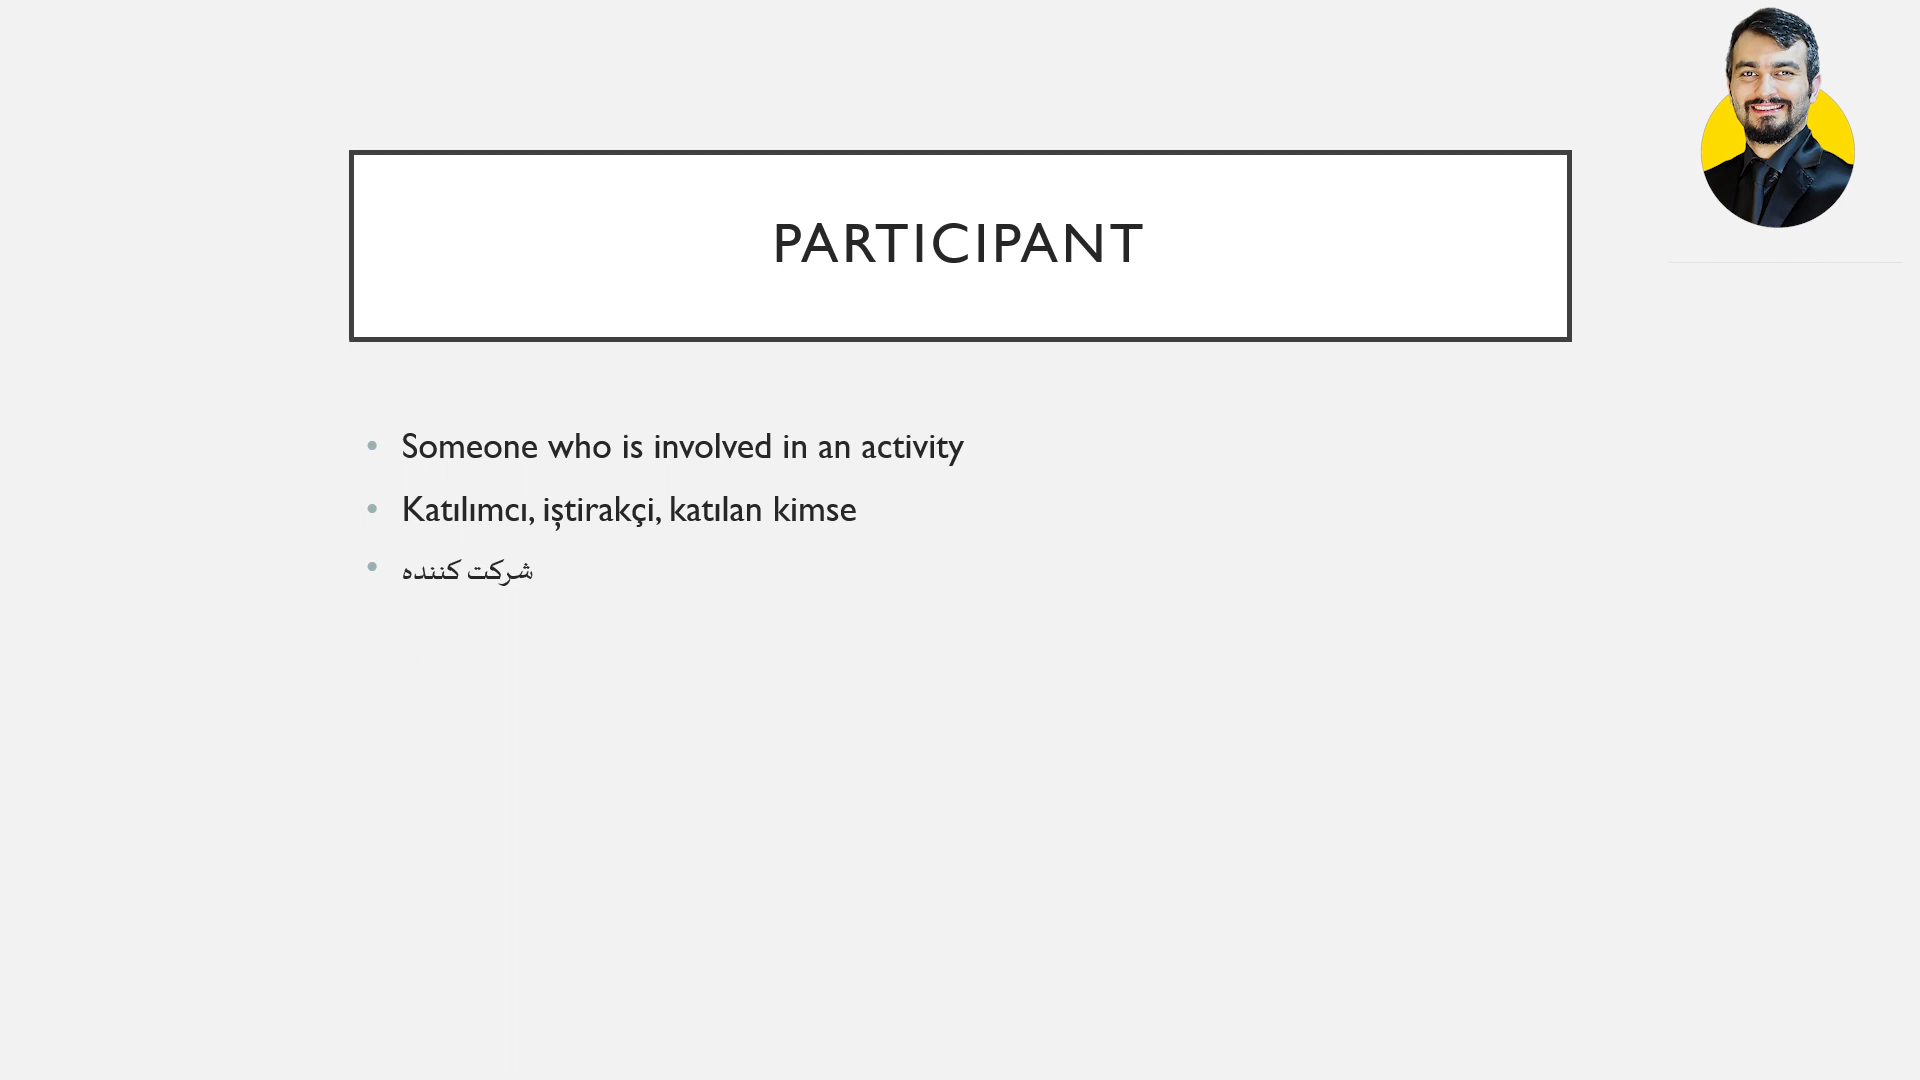 PARTICIPANT
• Someone who is involved in an activity
• Katılımcı, iştirakçi, katılan kimse
• شرکت کننده